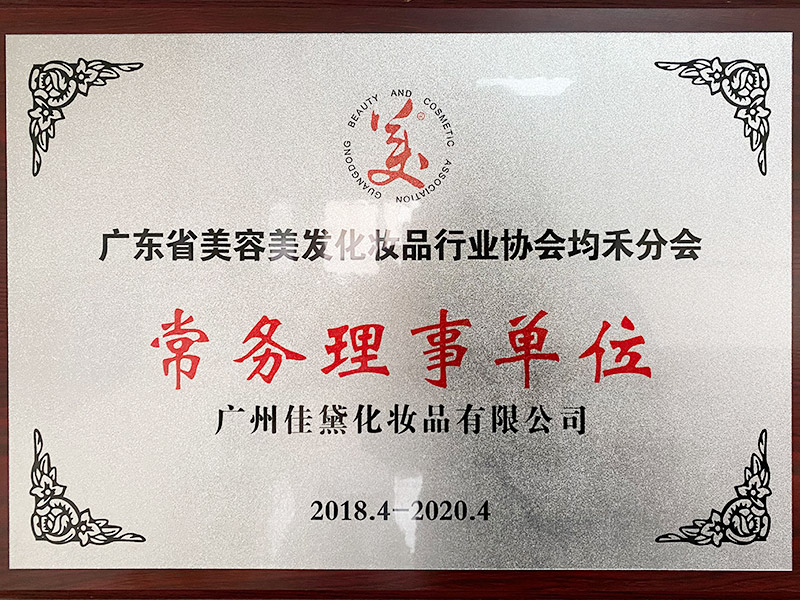 GUANGDONG BEAUTY AND COSMETIC ASSOCIATION
美
广东省美容美发化妆品行业协会均禾分会
常务理事单位
广州佳黛化妆品有限公司
2018.4-2020.4